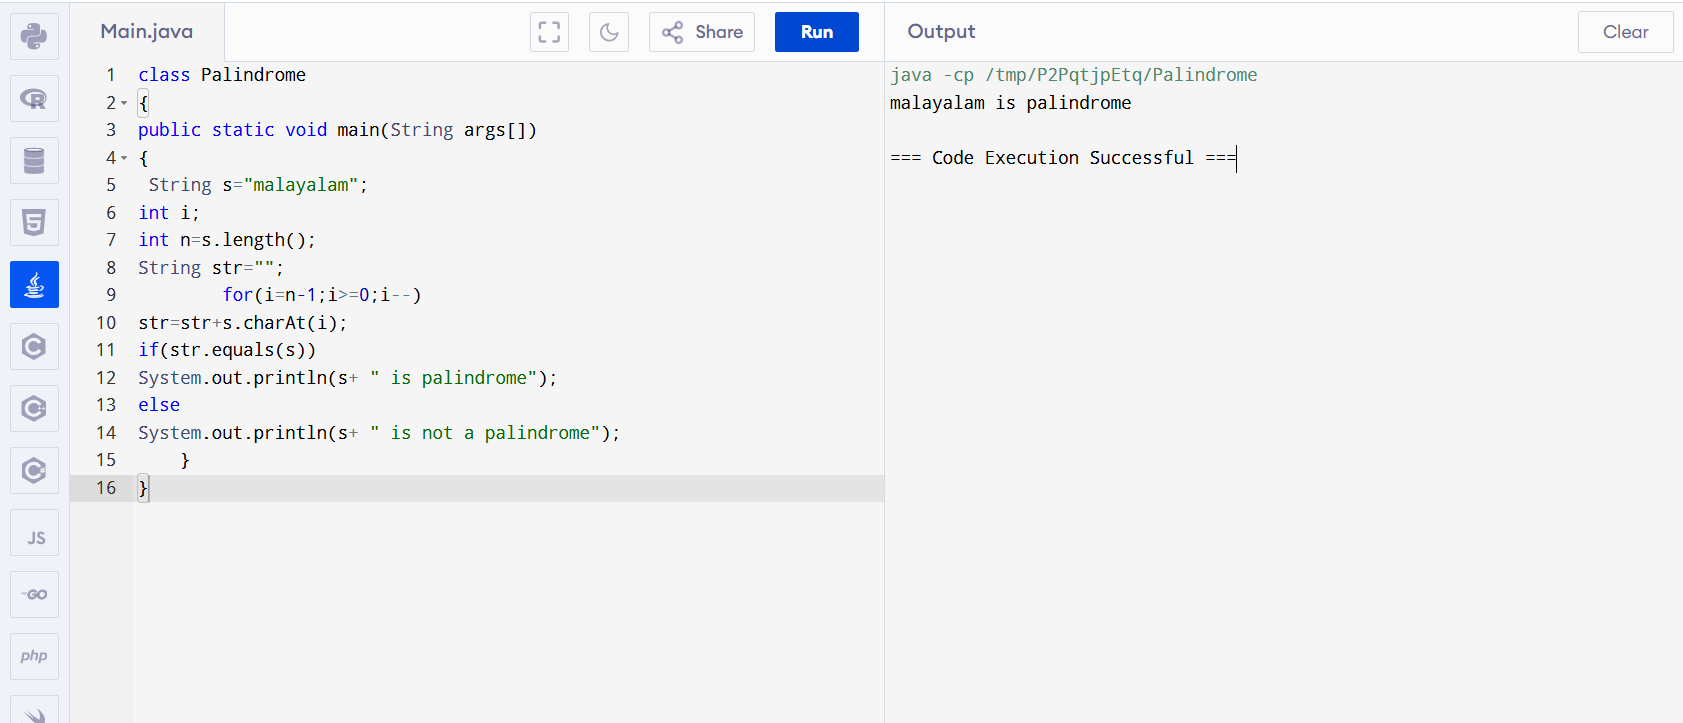 Main.java
Share
Run
Output
Clear
1 class Palindrome
2 {
3 public static void main(String args[])
4 {
5  String s="malayalam";
6 int i;
7 int n=s.length();
8 String str="";
9         for(i=n-1;i>=0;i--)
10 str=str+s.charAt(i);
11 if(str.equals(s))
12 System.out.println(s+ " is palindrome");
13 else
14 System.out.println(s+ " is not a palindrome");
15     }
16 }
java -cp /tmp/P2PqtjpEtq/Palindrome
malayalam is palindrome
=== Code Execution Successful ===
R
5
C
C++
C#
JS
GO
php